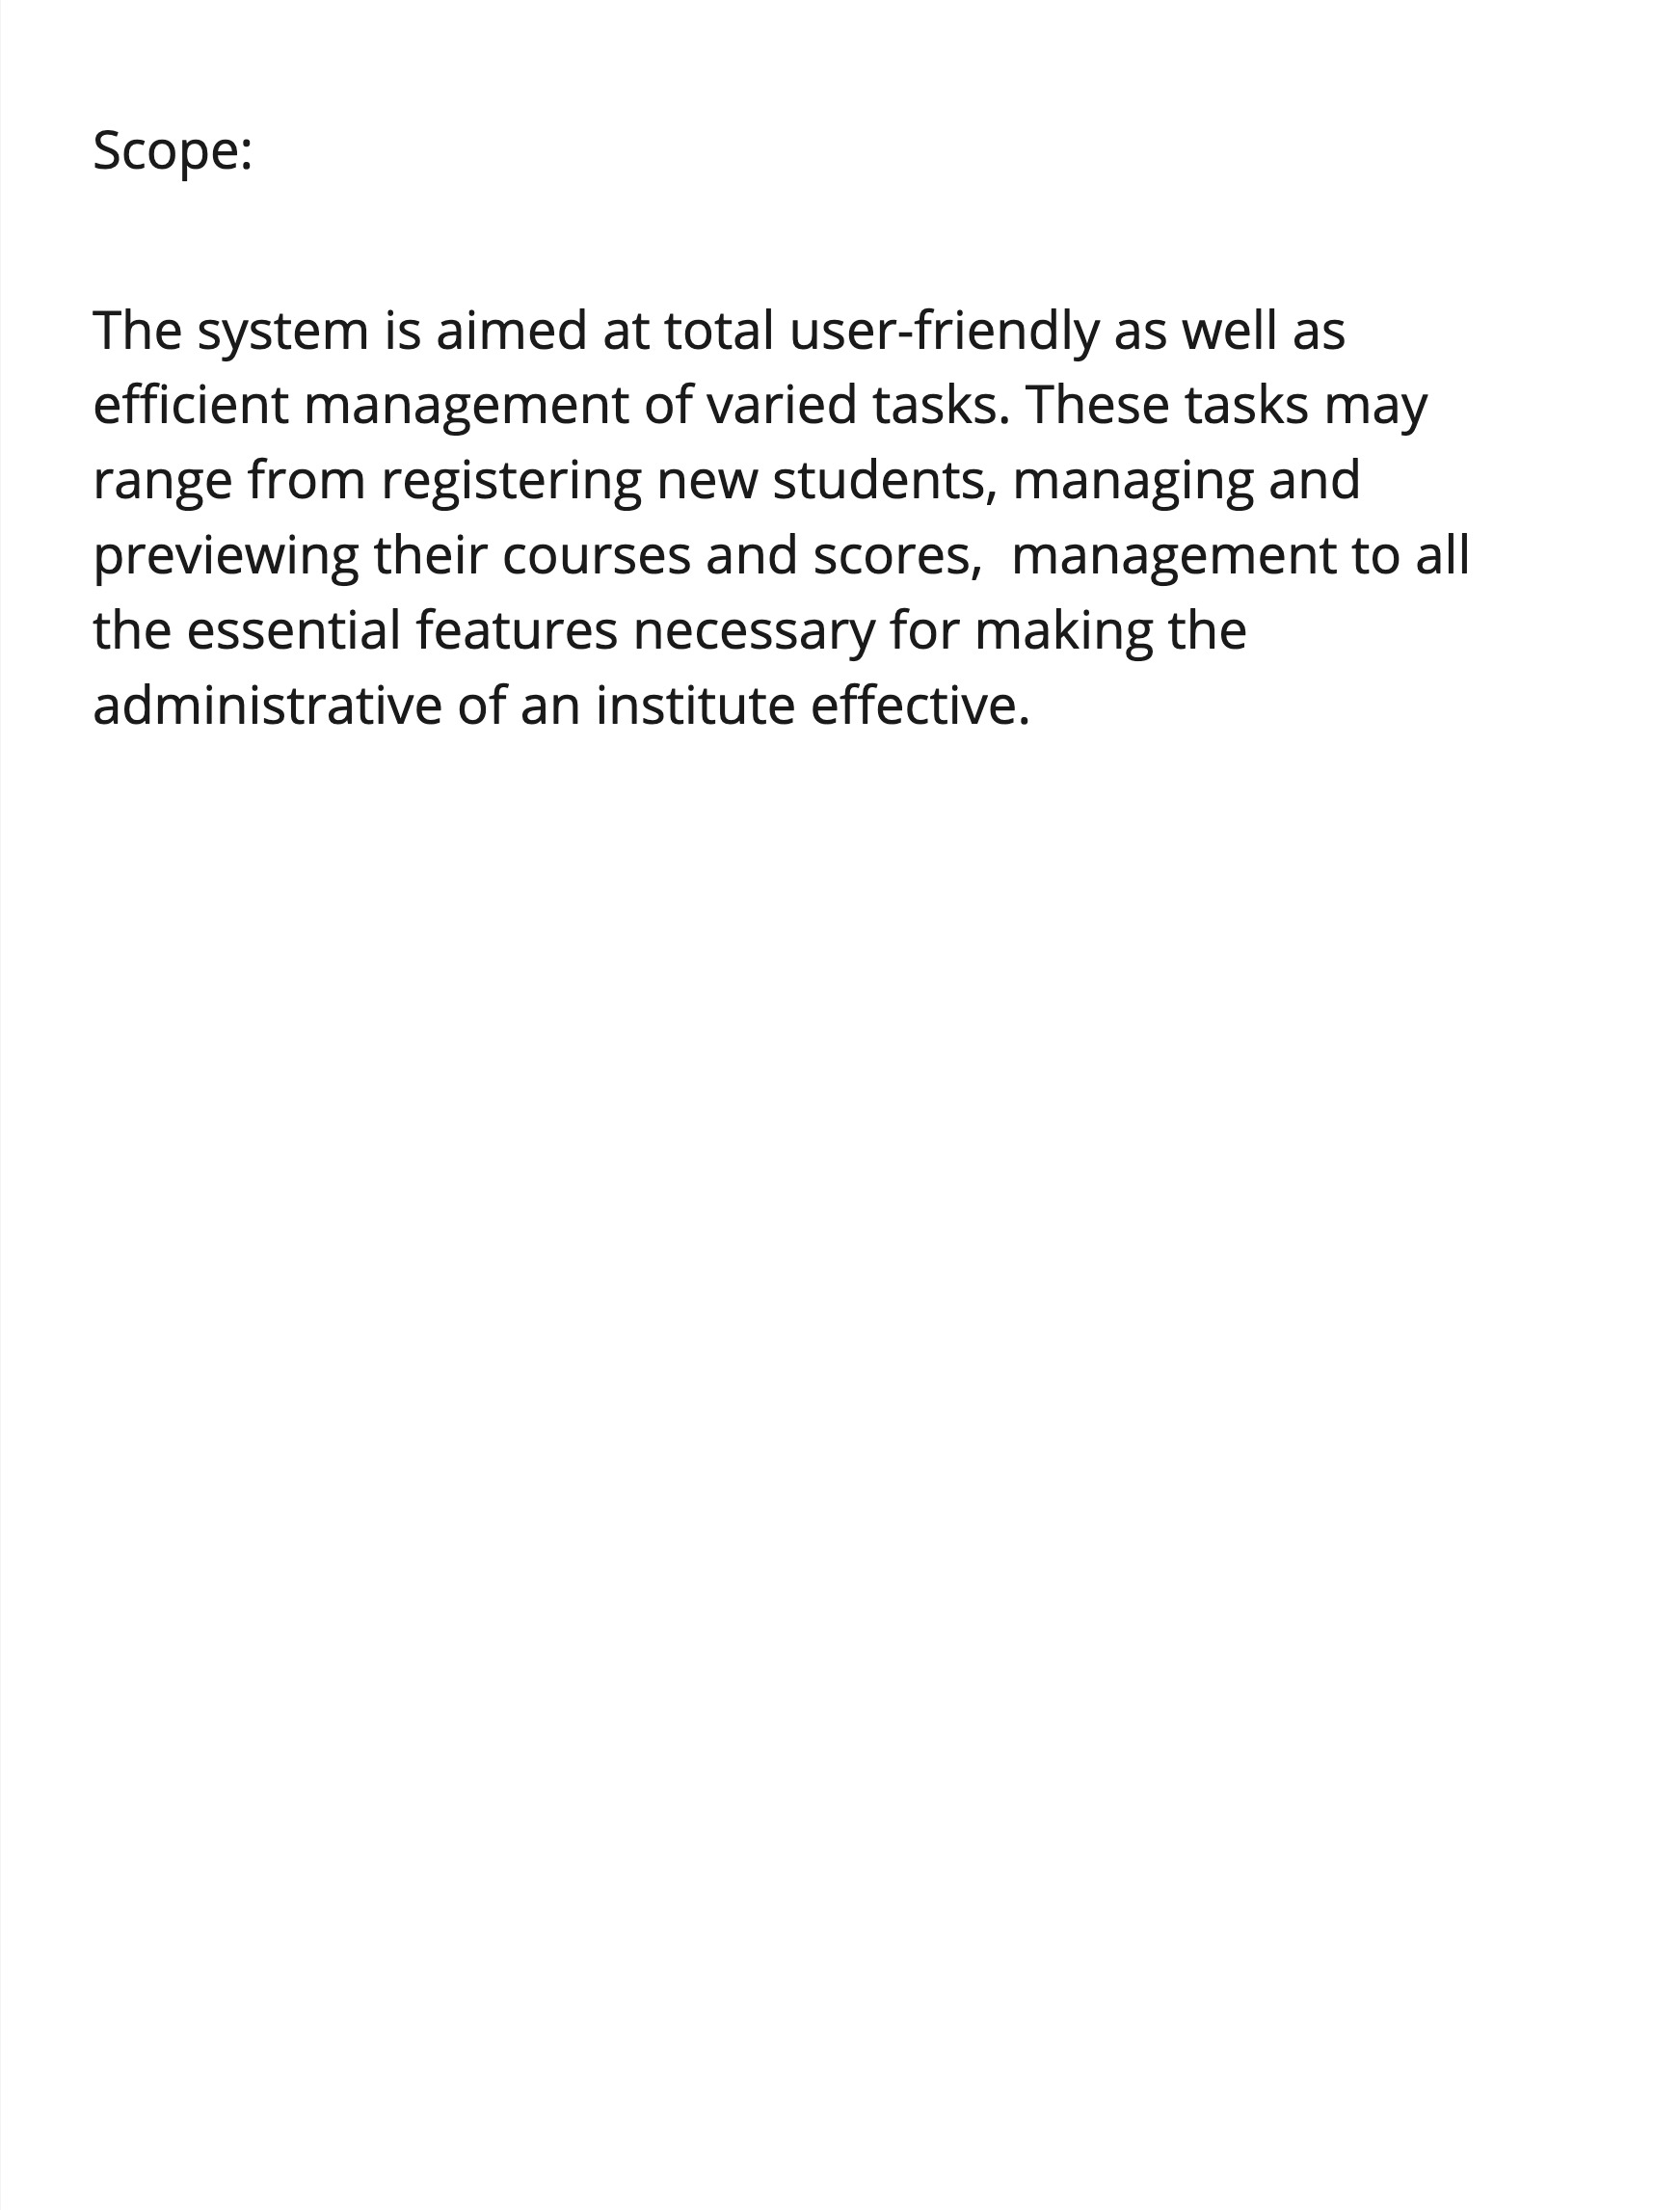 Scope:
The system is aimed at total user-friendly as well as
efficient management of varied tasks. These tasks may
range from registering new students, managing and
previewing their courses and scores,  management to all
the essential features necessary for making the
administrative of an institute effective.